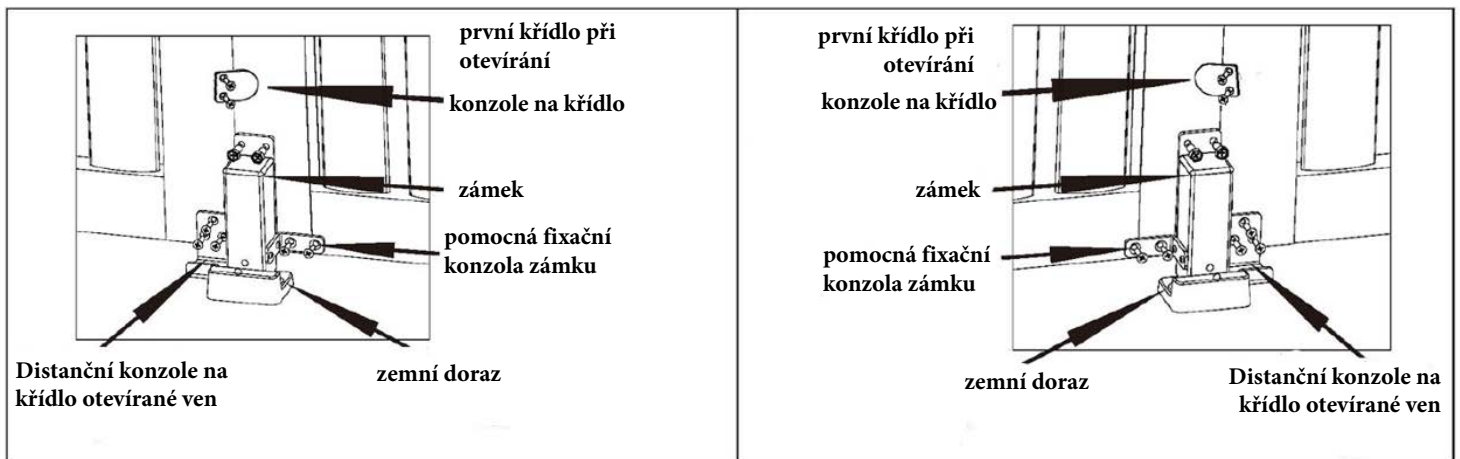 první křídlo při
otevírání
konzole na křídlo
zámek
pomocná fixační
konzola zámku
Distanční konzole na
křídlo otevírané ven
zemní doraz
první křídlo při
otevírání
konzole na křídlo
zámek
pomocná fixační
konzola zámku
zemní doraz
Distanční konzole na
křídlo otevírané ven